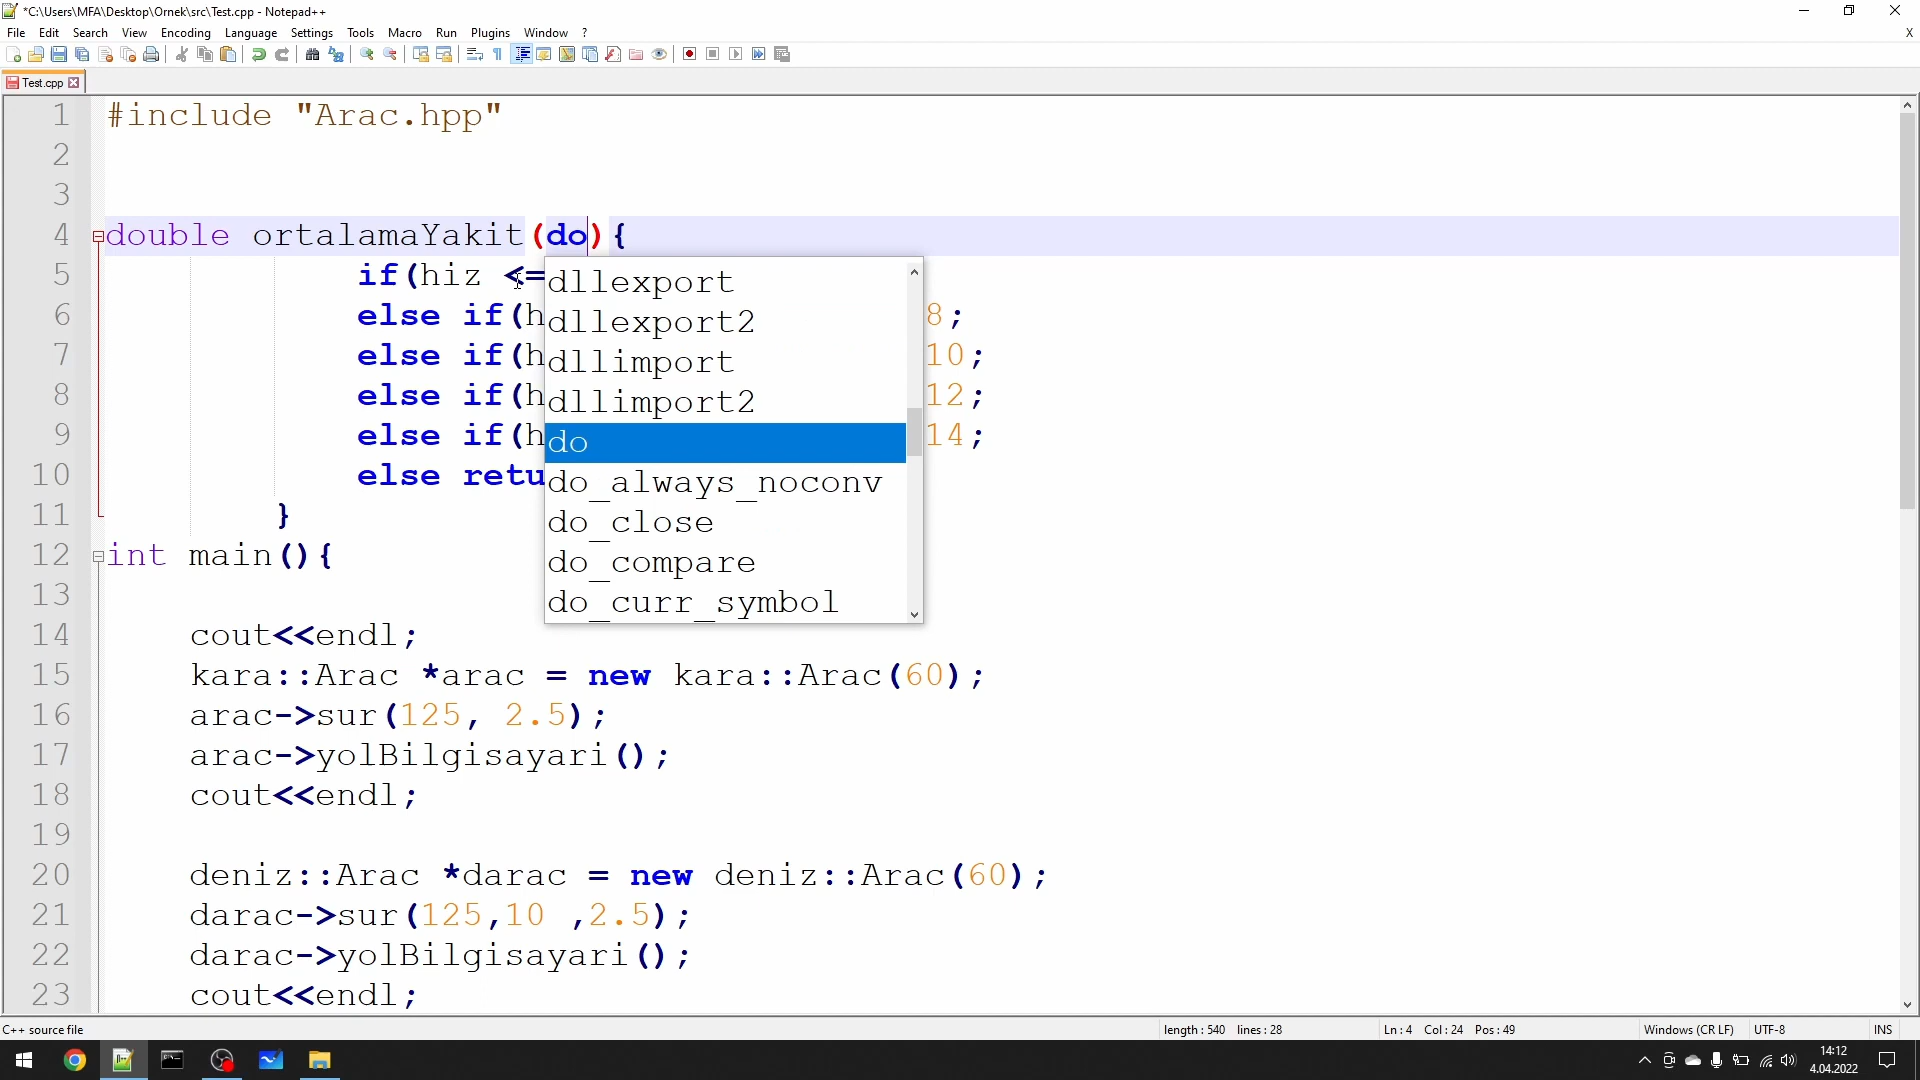 *C:\Users\MFA\Desktop\Ornek\src\Test.cpp - Notepad++
File Edit Search View Encoding Language Settings Tools Macro Run Plugins Window ? X
Test.cpp
1 #include "Arac.hpp"
2
3
4 double ortalamaYakit(do){
5 if(hiz <=
6 else if(h 8;
7 else if(h 10;
8 else if(h 12;
9 else if(h 14;
10 else retu
11 }
12 int main(){
13
14 cout<<endl;
15 kara::Arac *arac = new kara::Arac(60);
16 arac->sur(125, 2.5);
17 arac->yolBilgisayari();
18 cout<<endl;
19
20 deniz::Arac *darac = new deniz::Arac(60);
21 darac->sur(125,10 ,2.5);
22 darac->yolBilgisayari();
23 cout<<endl;
dllexport
dllexport2
dllimport
dllimport2
do
do_always_noconv
do_close
do_compare
do_curr_symbol
C++ source file length : 540 lines : 28 Ln : 4 Col : 24 Pos : 49 Windows (CR LF) UTF-8 INS
14:12
4.04.2022